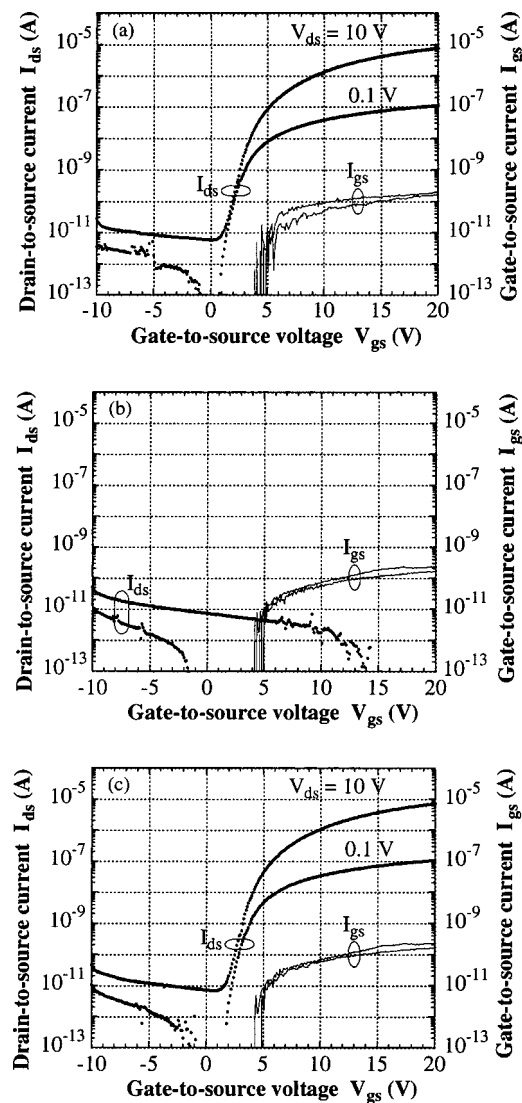 (a)
V_ds = 10 V
0.1 V
I_ds
I_gs
Drain-to-source current I_ds (A)
10^-5
10^-7
10^-9
10^-11
10^-13
10^-5
10^-7
10^-9
10^-11
10^-13
Gate-to-source current I_gs (A)
-10 -5 0 5 10 15 20
Gate-to-source voltage V_gs (V)
(b)
I_ds
I_gs
Drain-to-source current I_ds (A)
10^-5
10^-7
10^-9
10^-11
10^-13
10^-5
10^-7
10^-9
10^-11
10^-13
Gate-to-source current I_gs (A)
-10 -5 0 5 10 15 20
Gate-to-source voltage V_gs (V)
(c)
V_ds = 10 V
0.1 V
I_ds
I_gs
Drain-to-source current I_ds (A)
10^-5
10^-7
10^-9
10^-11
10^-13
10^-5
10^-7
10^-9
10^-11
10^-13
Gate-to-source current I_gs (A)
-10 -5 0 5 10 15 20
Gate-to-source voltage V_gs (V)